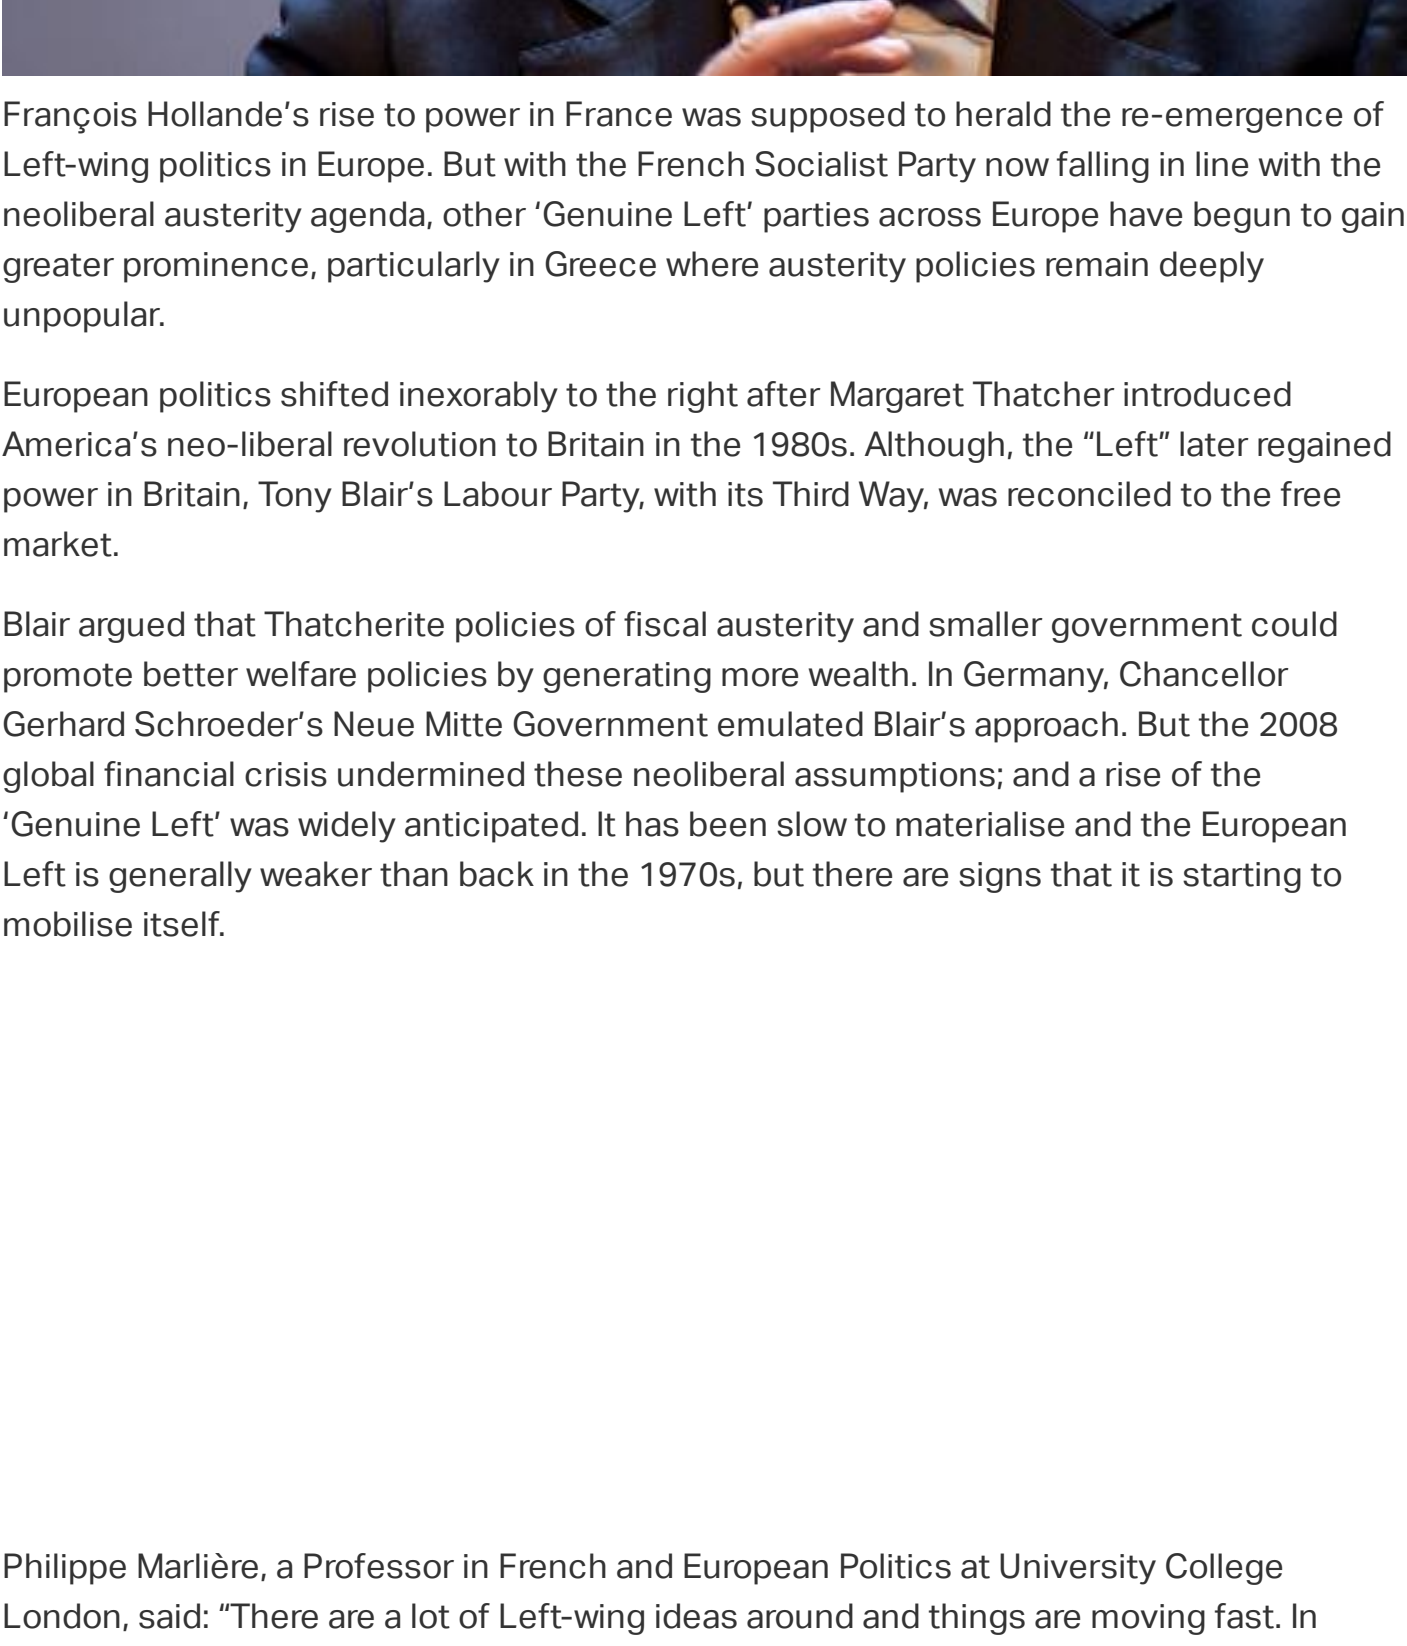 François Hollande’s rise to power in France was supposed to herald the re-emergence of
Left-wing politics in Europe. But with the French Socialist Party now falling in line with the
neoliberal austerity agenda, other ‘Genuine Left’ parties across Europe have begun to gain
greater prominence, particularly in Greece where austerity policies remain deeply
unpopular.
European politics shifted inexorably to the right after Margaret Thatcher introduced
America’s neo-liberal revolution to Britain in the 1980s. Although, the “Left” later regained
power in Britain, Tony Blair’s Labour Party, with its Third Way, was reconciled to the free
market.
Blair argued that Thatcherite policies of fiscal austerity and smaller government could
promote better welfare policies by generating more wealth. In Germany, Chancellor
Gerhard Schroeder’s Neue Mitte Government emulated Blair’s approach. But the 2008
global financial crisis undermined these neoliberal assumptions; and a rise of the
‘Genuine Left’ was widely anticipated. It has been slow to materialise and the European
Left is generally weaker than back in the 1970s, but there are signs that it is starting to
mobilise itself.
Philippe Marlière, a Professor in French and European Politics at University College
London, said: “There are a lot of Left-wing ideas around and things are moving fast. In